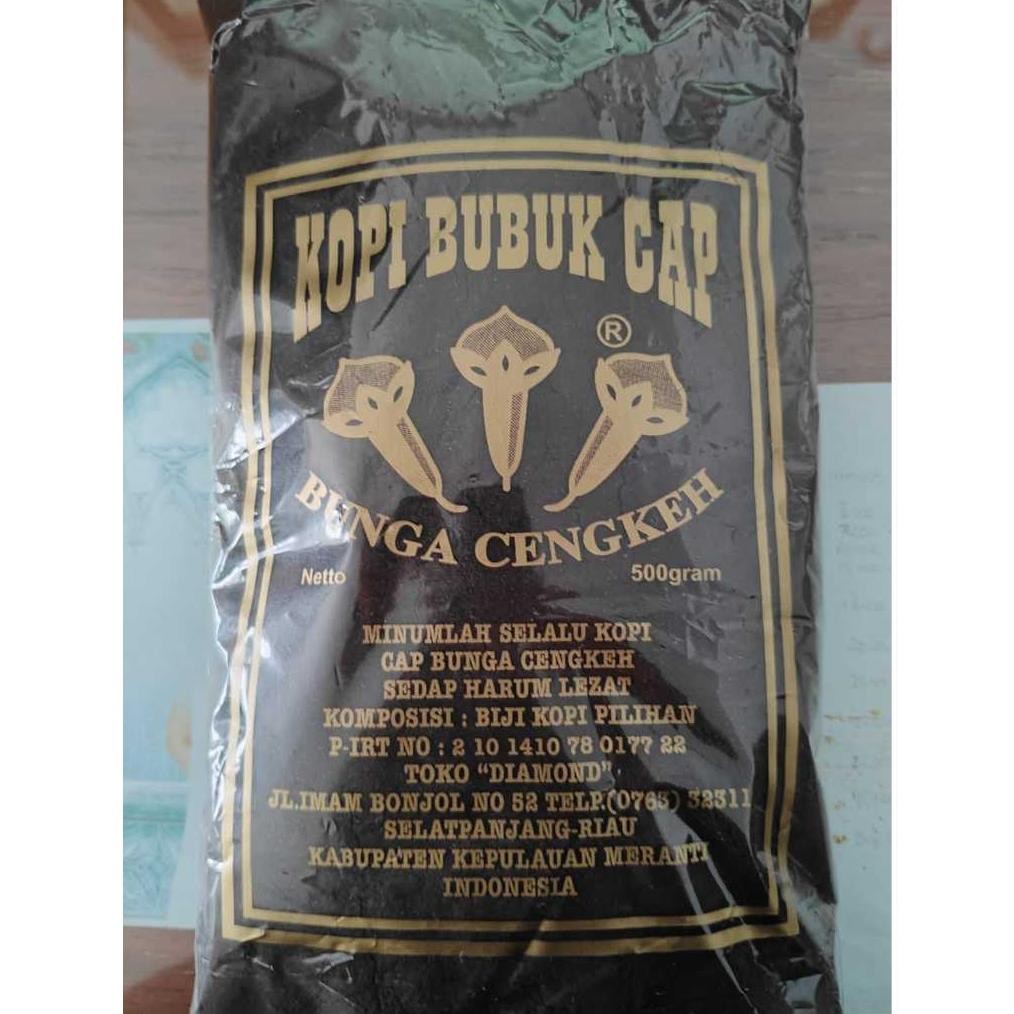 KOPI BUBUK CAP
®
BUNGA CENGKEH
Netto 500gram
MINUMLAH SELALU KOPI
CAP BUNGA CENGKEH
SEDAP HARUM LEZAT
KOMPOSISI : BIJI KOPI PILIHAN
P-IRT NO : 2 10 1410 78 0177 22
TOKO “DIAMOND”
JL.IMAM BONJOL NO 52 TELP.(0763) 32311
SELATPANJANG-RIAU
KABUPATEN KEPULAUAN MERANTI
INDONESIA